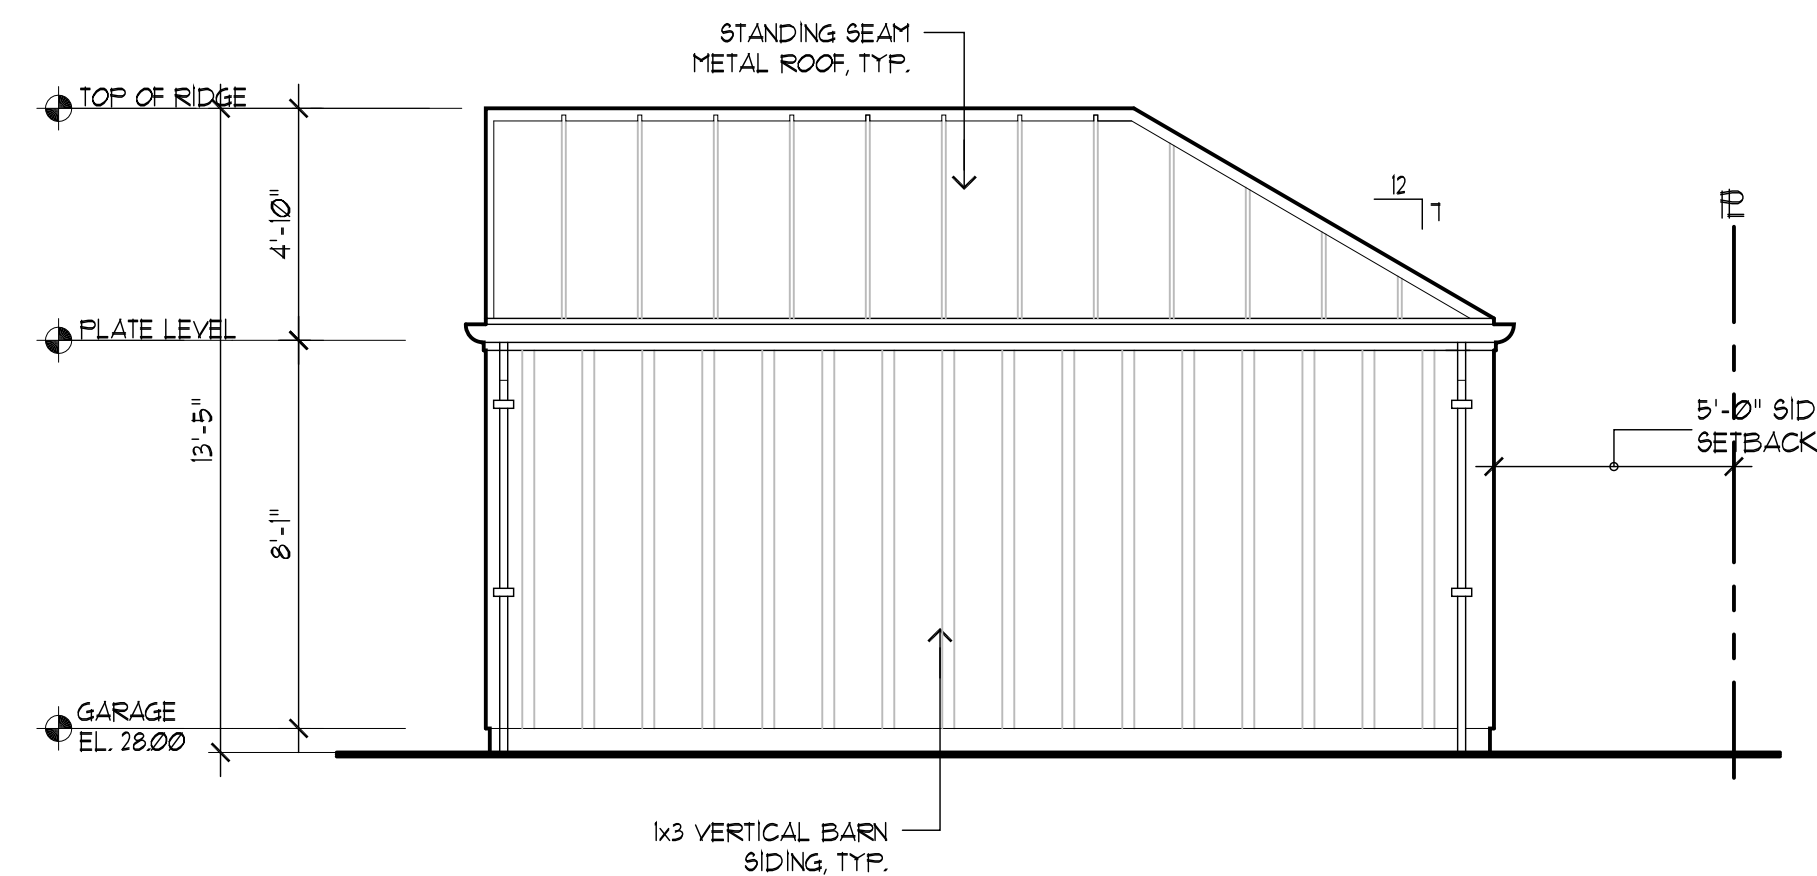 STANDING SEAM
METAL ROOF, TYP.
TOP OF RIDGE
4'-10"
12
7
PL
PLATE LEVEL
13'-5"
5'-0" SID
SETBACK
8'-1"
GARAGE
EL. 28.00
1x3 VERTICAL BARN
SIDING, TYP.